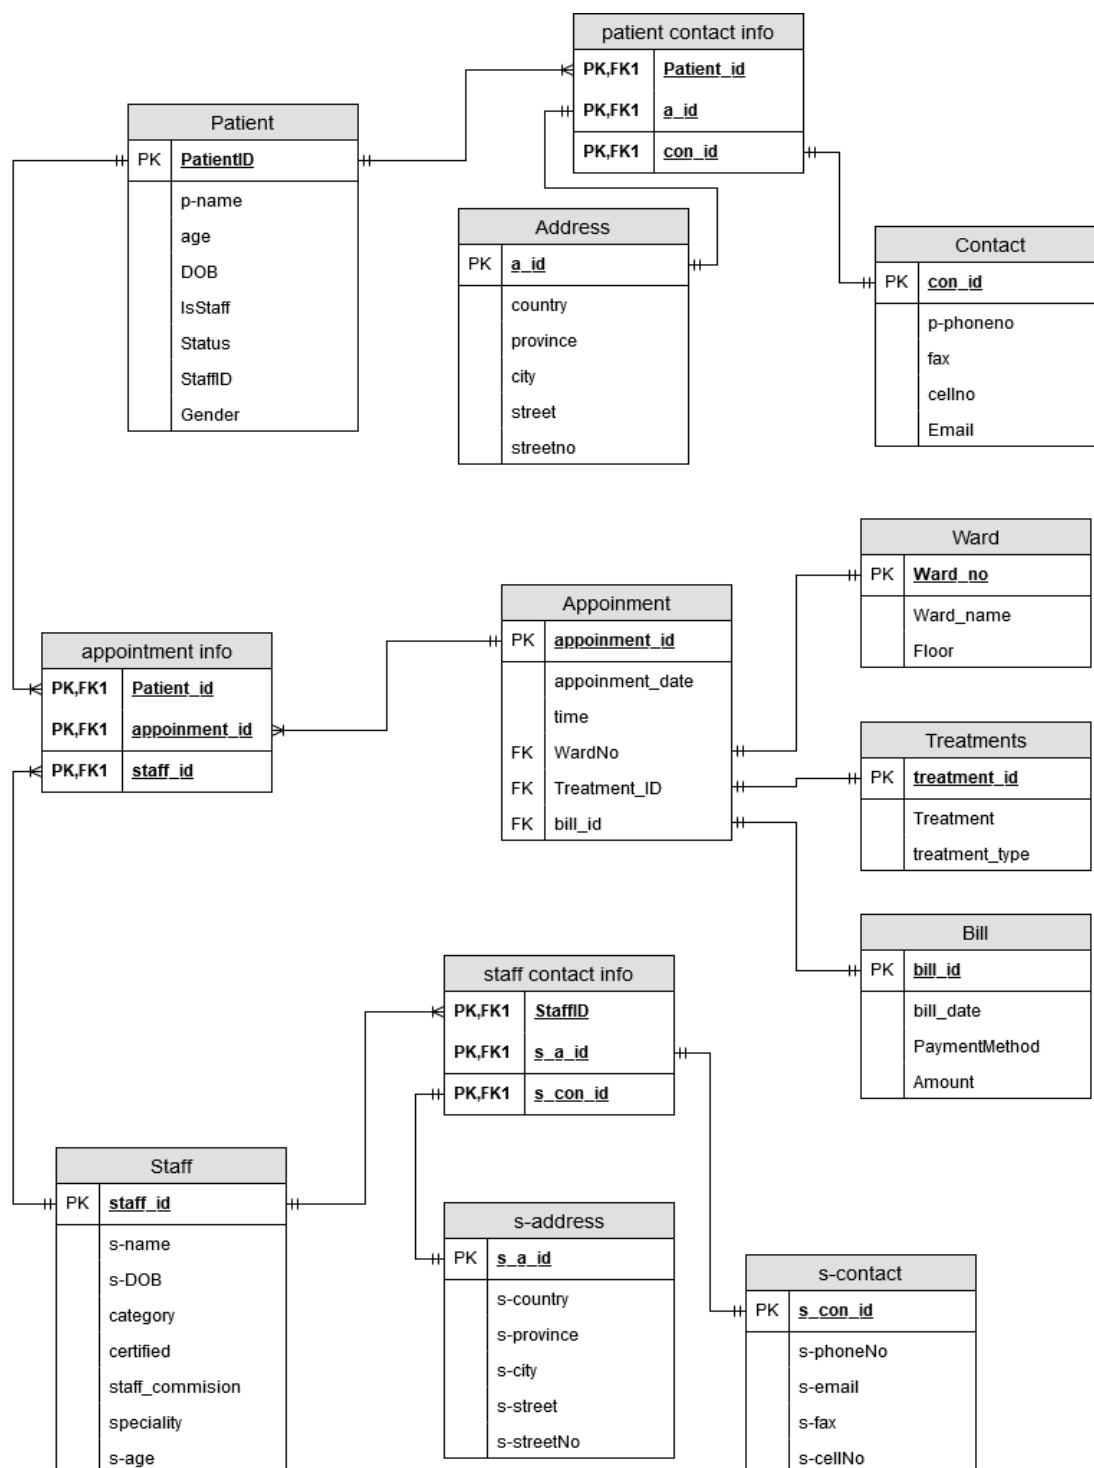 patient contact info
PK,FK1 Patient_id
PK,FK1 a_id
PK,FK1 con_id
Patient
PK PatientID
p-name
age
DOB
IsStaff
Status
StaffID
Gender
Address
PK a_id
country
province
city
street
streetno
Contact
PK con_id
p-phoneno
fax
cellno
Email
Ward
PK Ward_no
Ward_name
Floor
Appoinment
PK appoinment_id
appoinment_date
time
FK WardNo
FK Treatment_ID
FK bill_id
appointment info
PK,FK1 Patient_id
PK,FK1 appoinment_id
PK,FK1 staff_id
Treatments
PK treatment_id
Treatment
treatment_type
Bill
PK bill_id
bill_date
PaymentMethod
Amount
staff contact info
PK,FK1 StaffID
PK,FK1 s_a_id
PK,FK1 s_con_id
Staff
PK staff_id
s-name
s-DOB
category
certified
staff_commision
speciality
s-age
s-address
PK s_a_id
s-country
s-province
s-city
s-street
s-streetNo
s-contact
PK s_con_id
s-phoneNo
s-email
s-fax
s-cellNo